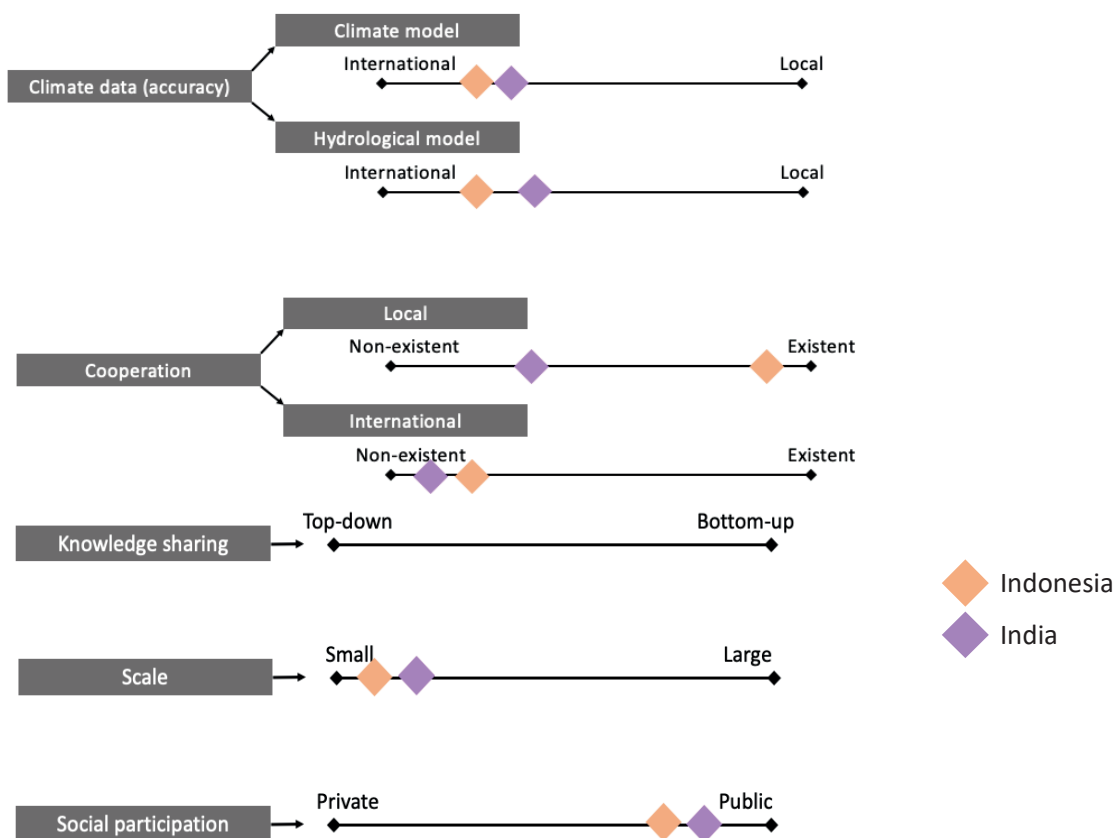 Climate model
International
Local
Climate data (accuracy)
Hydrological model
International
Local
Local
Non-existent
Existent
Cooperation
International
Non-existent
Existent
Top-down
Bottom-up
Knowledge sharing
Indonesia
India
Small
Large
Scale
Private
Public
Social participation